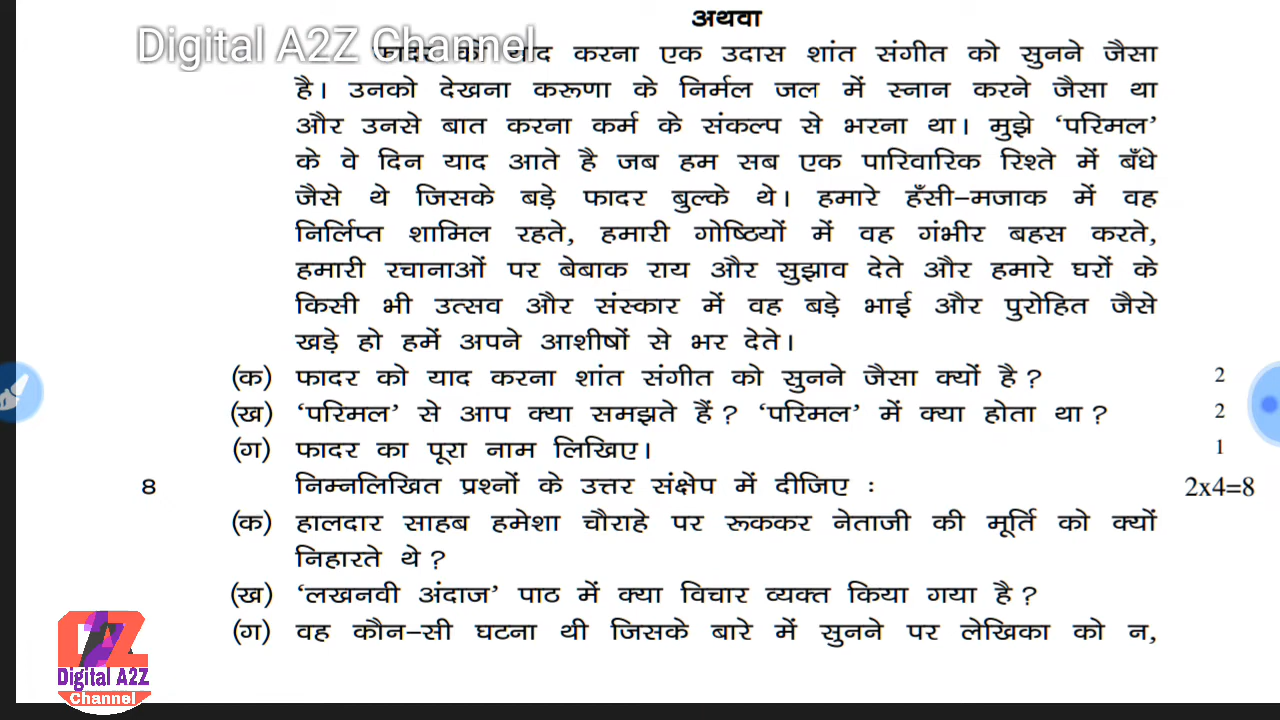 अथवा
Digital A2Z Channel
फादर को याद करना एक उदास शांत संगीत को सुनने जैसा
है। उनको देखना करूणा के निर्मल जल में स्नान करने जैसा था
और उनसे बात करना कर्म के संकल्प से भरना था। मुझे ‘परिमल’
के वे दिन याद आते है जब हम सब एक पारिवारिक रिश्ते में बँधे
जैसे थे जिसके बड़े फादर बुल्के थे। हमारे हँसी–मजाक में वह
निर्लिप्त शामिल रहते, हमारी गोष्ठियों में वह गंभीर बहस करते,
हमारी रचानाओं पर बेबाक राय और सुझाव देते और हमारे घरों के
किसी भी उत्सव और संस्कार में वह बड़े भाई और पुरोहित जैसे
खड़े हो हमें अपने आशीषों से भर देते।
(क) फादर को याद करना शांत संगीत को सुनने जैसा क्यों है? 2
(ख) ‘परिमल’ से आप क्या समझते हैं? ‘परिमल’ में क्या होता था? 2
(ग) फादर का पूरा नाम लिखिए। 1
8 निम्नलिखित प्रश्नों के उत्तर संक्षेप में दीजिए : 2x4=8
(क) हालदार साहब हमेशा चौराहे पर रूककर नेताजी की मूर्ति को क्यों
निहारते थे?
(ख) ‘लखनवी अंदाज’ पाठ में क्या विचार व्यक्त किया गया है?
(ग) वह कौन–सी घटना थी जिसके बारे में सुनने पर लेखिका को न,
Digital A2Z
Channel